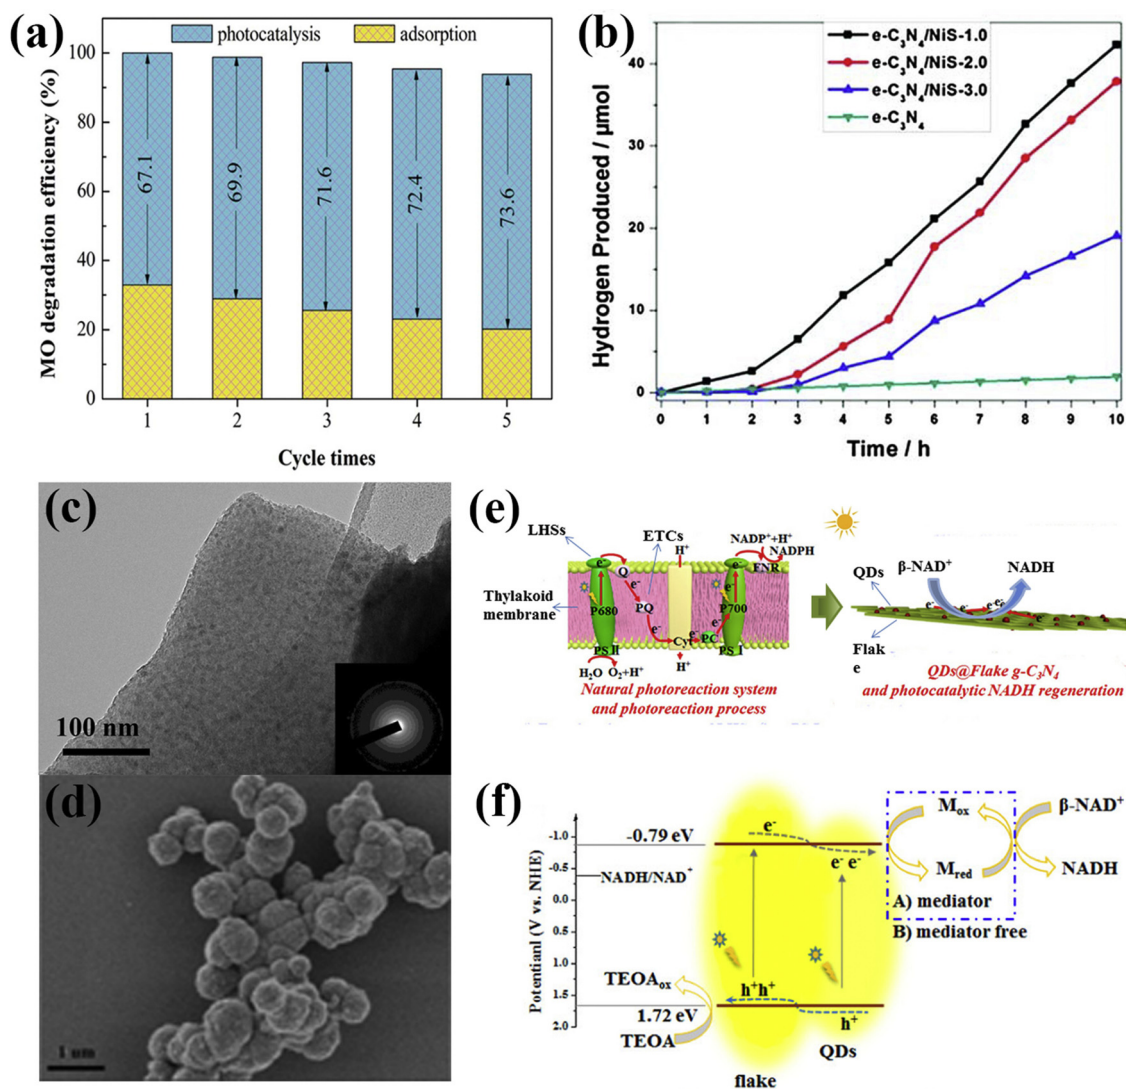 (a)
photocatalysis
adsorption
MO degradation efficiency (%)
100
80
60
40
20
0
67.1
69.9
71.6
72.4
73.6
1
2
3
4
5
Cycle times
(b)
e-C₃N₄/NiS-1.0
e-C₃N₄/NiS-2.0
e-C₃N₄/NiS-3.0
e-C₃N₄
Hydrogen Produced / μmol
40
30
20
10
0
0
1
2
3
4
5
6
7
8
9
10
Time / h
(c)
100 nm
(d)
1 um
(e)
LHSs
ETCs
H⁺
NADP⁺+H⁺
NADPH
FNR
e⁻
Q
e⁻
e⁻
Thylakoid
membrane
P680
PQ
P700
e⁻
e⁻
e⁻
Cyt
PC
PS II
PS I
H₂O
O₂+H⁺
H⁺
Natural photoreaction system
and photoreaction process
QDs
β-NAD⁺
NADH
e⁻
e⁻
e⁻
e⁻
e⁻
Flak
e
QDs@Flake g-C₃N₄
and photocatalytic NADH regeneration
(f)
Potentianl (V vs. NHE)
-1.0
-0.5
0.0
0.5
1.0
1.5
2.0
-0.79 eV
NADH/NAD⁺
1.72 eV
TEOAₒₓ
TEOA
e⁻
e⁻ e⁻
h⁺h⁺
h⁺
QDs
flake
Mₒₓ
β-NAD⁺
M_red
NADH
A) mediator
B) mediator free